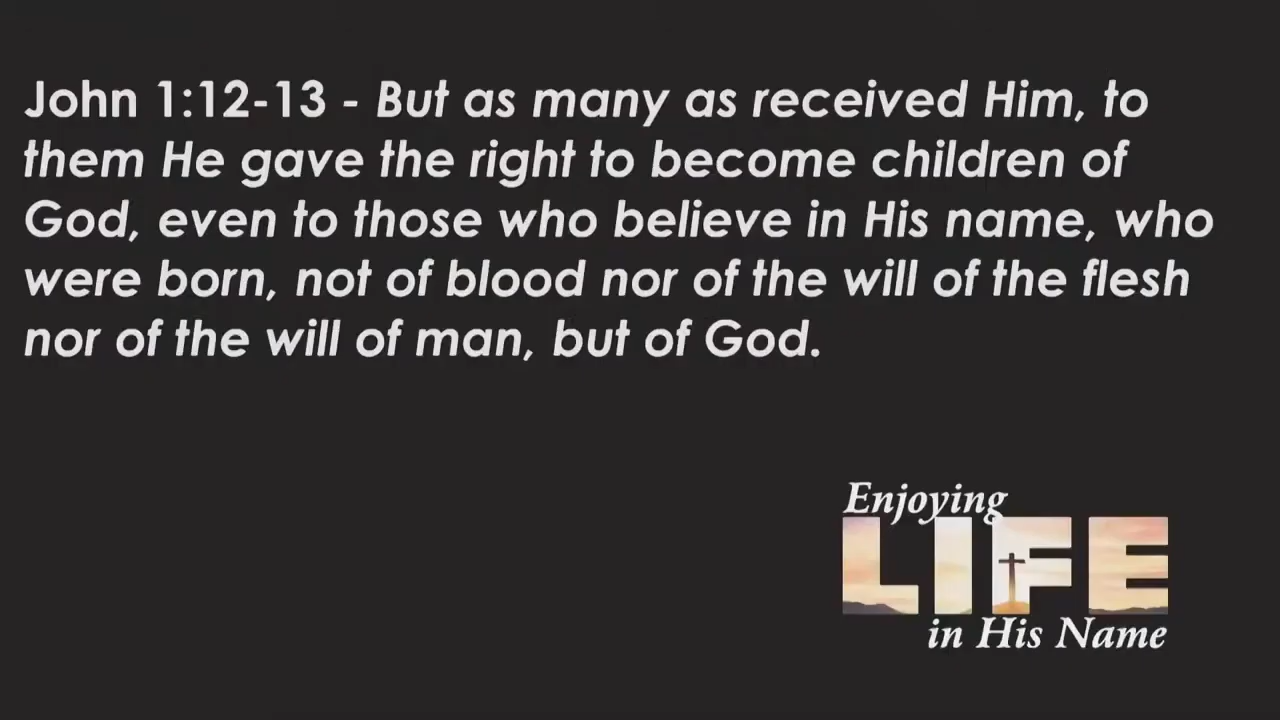 John 1:12-13 - But as many as received Him, to
them He gave the right to become children of
God, even to those who believe in His name, who
were born, not of blood nor of the will of the flesh
nor of the will of man, but of God.
Enjoying
LIFE
in His Name